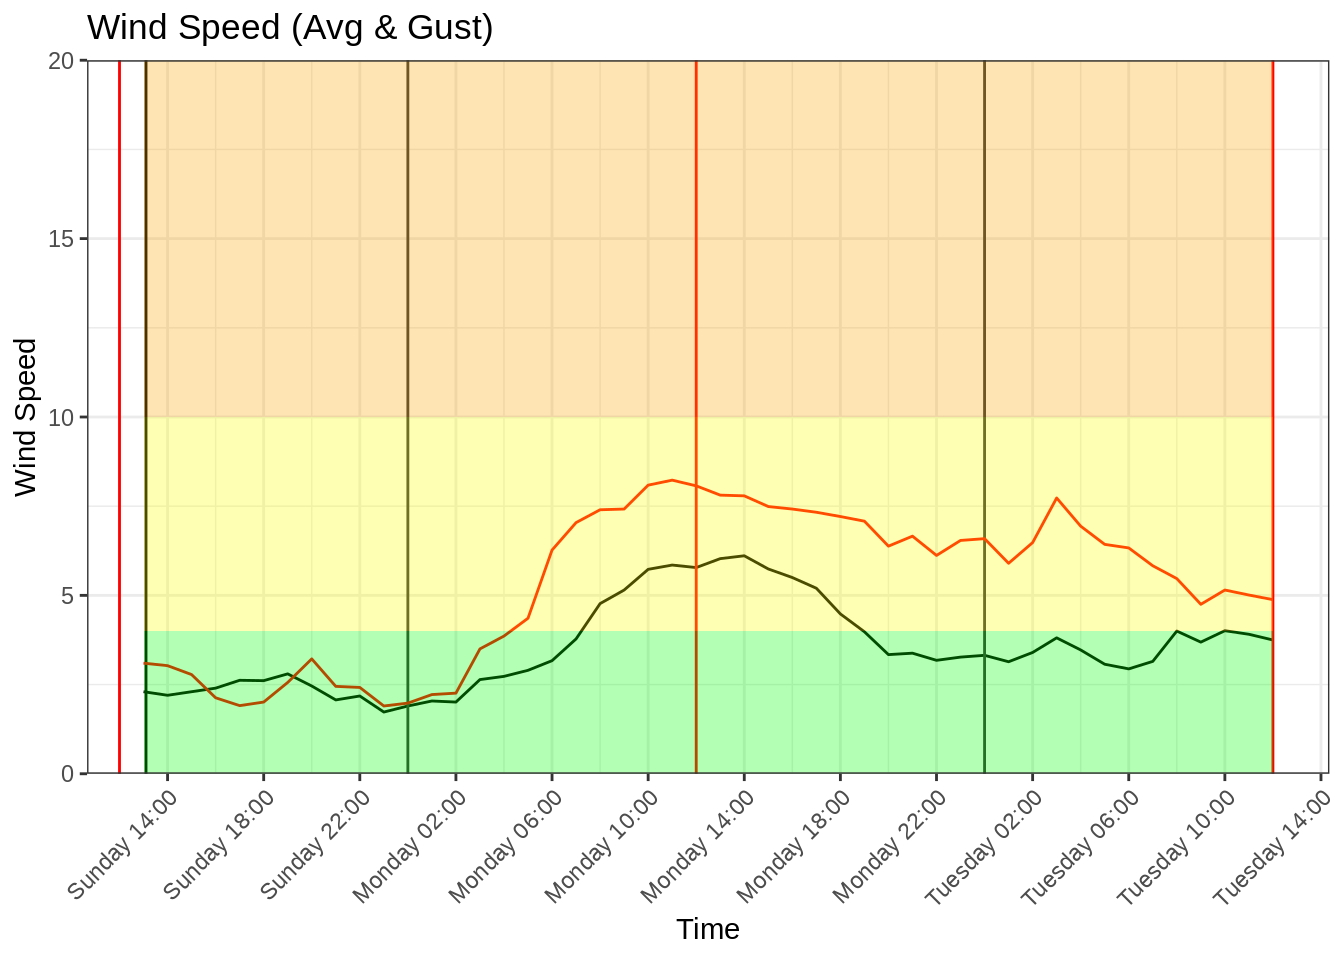 Wind Speed (Avg & Gust)
20
15
10
5
0
Wind Speed
Sunday 14:00
Sunday 18:00
Sunday 22:00
Monday 02:00
Monday 06:00
Monday 10:00
Monday 14:00
Monday 18:00
Monday 22:00
Tuesday 02:00
Tuesday 06:00
Tuesday 10:00
Tuesday 14:00
Time